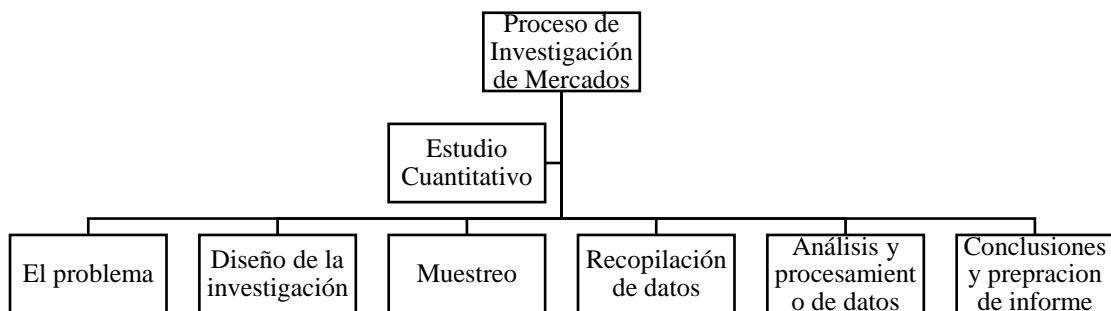 Proceso de
Investigación
de Mercados
Estudio
Cuantitativo
El problema
Diseño de la
investigación
Muestreo
Recopilación
de datos
Análisis y
procesamient
o de datos
Conclusiones
y prepracion
de informe